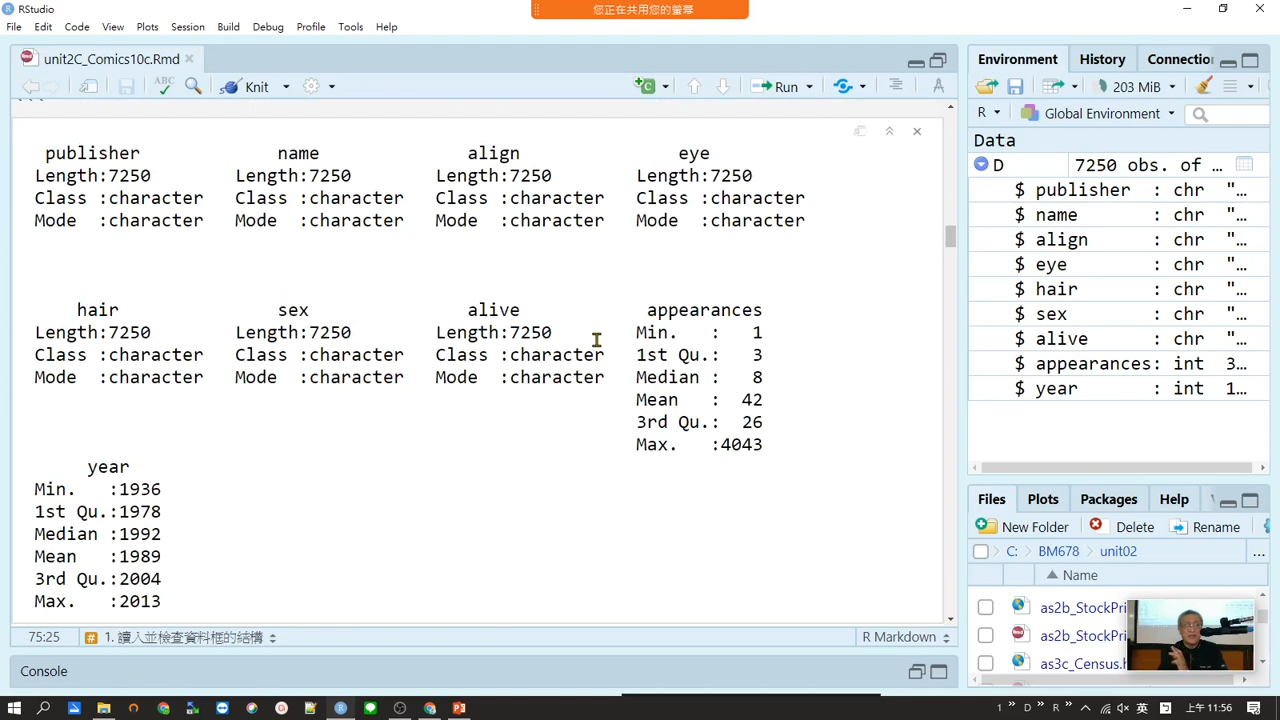 RStudio
您正在共用您的螢幕
File Edit Code View Plots Session Build Debug Profile Tools Help
unit2C_Comics10c.Rmd
ABC Knit Run
```
publisher name align eye
Length:7250 Length:7250 Length:7250 Length:7250
Class :character Class :character Class :character Class :character
Mode :character Mode :character Mode :character Mode :character
hair sex alive appearances
Length:7250 Length:7250 Length:7250 Min. : 1
Class :character Class :character Class :character 1st Qu.: 3
Mode :character Mode :character Mode :character Median : 8
Mean : 42
3rd Qu.: 26
Max. :4043
year
Min. :1936
1st Qu.:1978
Median :1992
Mean :1989
3rd Qu.:2004
Max. :2013
75:25 # 1. 讀入並檢查資料框的結構 R Markdown
Console
Environment History Connectio
203 MiB
R Global Environment
Data
D 7250 obs. of …
$ publisher : chr "…
$ name : chr "…
$ align : chr "…
$ eye : chr "…
$ hair : chr "…
$ sex : chr "…
$ alive : chr "…
$ appearances: int 3…
$ year : int 1…
Files Plots Packages Help
New Folder Delete Rename
C: BM678 unit02 ...
Name
as2b_StockPri
as2b_StockPri
as3c_Census.h
1 » D » R » 英 上午 11:56